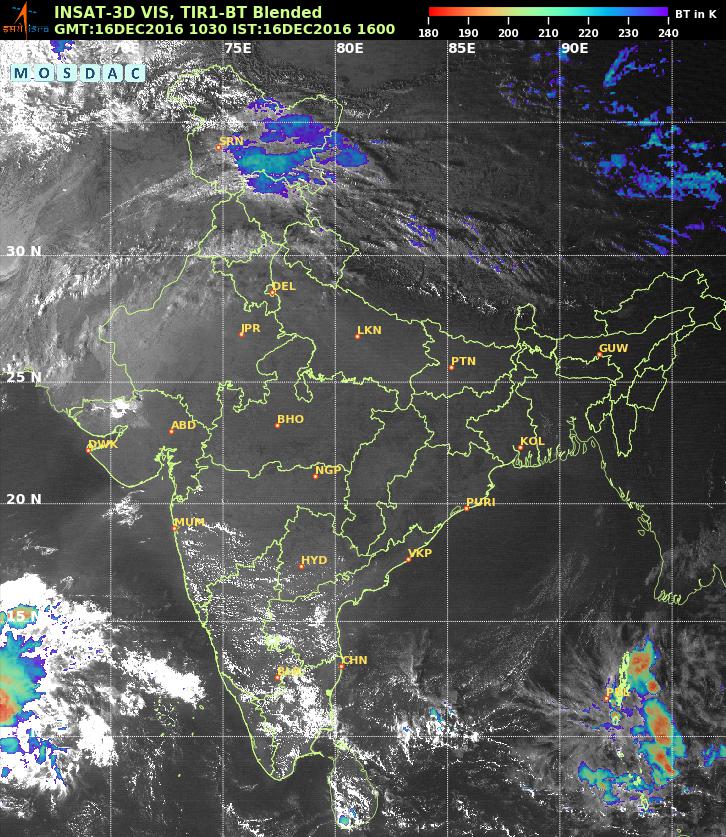 INSAT-3D VIS, TIR1-BT Blended
GMT:16DEC2016 1030 IST:16DEC2016 1600
BT in K
180 190 200 210 220 230 240
75E 80E 85E 90E
MOSDAC
SRN
30 N
DEL
JPR LKN
GUW
PTN
25 N
ABD BHO
DWK KOL
NGP
20 N PURI
MUM
VKP
HYD
15 N
CHN